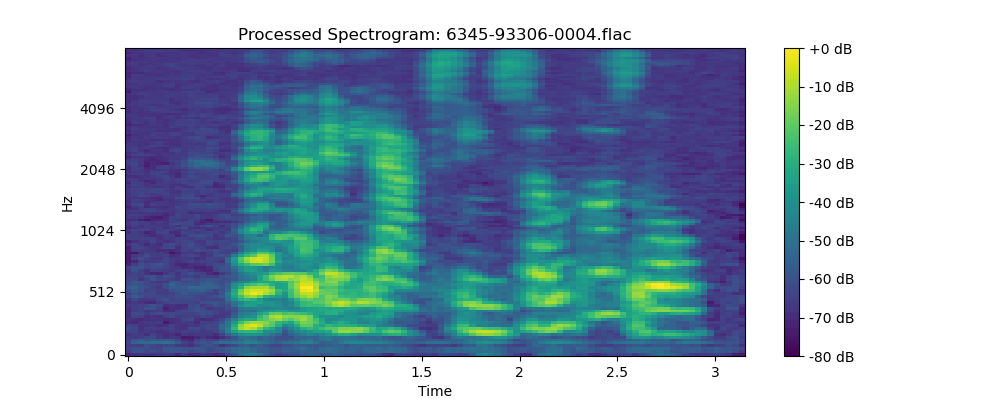 Processed Spectrogram: 6345-93306-0004.flac
Hz
4096
2048
1024
512
0
0 0.5 1 1.5 2 2.5 3
Time
+0 dB
-10 dB
-20 dB
-30 dB
-40 dB
-50 dB
-60 dB
-70 dB
-80 dB